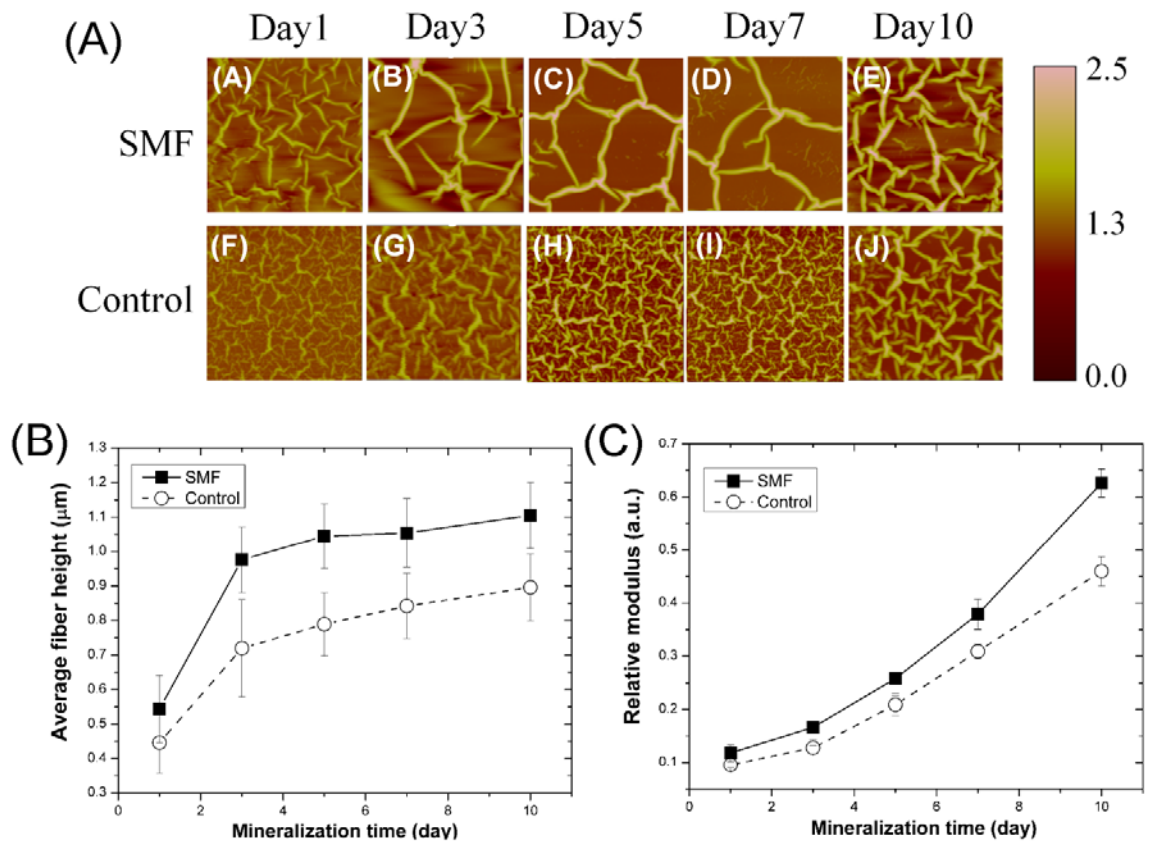 (A)
Day1 Day3 Day5 Day7 Day10
SMF
(A) (B) (C) (D) (E)
Control
(F) (G) (H) (I) (J)
2.5
1.3
0.0
(B)
Average fiber height (μm)
1.3
1.2
1.1
1.0
0.9
0.8
0.7
0.6
0.5
0.4
0.3
SMF
Control
0 2 4 6 8 10
Mineralization time (day)
(C)
Relative modulus (a.u.)
0.7
0.6
0.5
0.4
0.3
0.2
0.1
SMF
Control
0 2 4 6 8 10
Mineralization time (day)